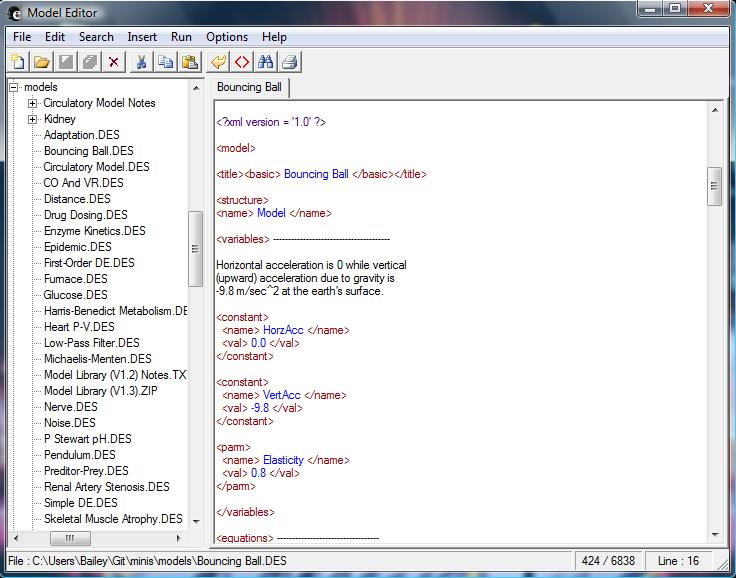 Model Editor
File Edit Search Insert Run Options Help
models
Circulatory Model Notes
Kidney
Adaptation.DES
Bouncing Ball.DES
Circulatory Model.DES
CO And VR.DES
Distance.DES
Drug Dosing.DES
Enzyme Kinetics.DES
Epidemic.DES
First-Order DE.DES
Furnace.DES
Glucose.DES
Harris-Benedict Metabolism.DE
Heart P-V.DES
Low-Pass Filter.DES
Michaelis-Menten.DES
Model Library (V1.2) Notes.TX
Model Library (V1.3).ZIP
Nerve.DES
Noise.DES
P Stewart pH.DES
Pendulum.DES
Preditor-Prey.DES
Renal Artery Stenosis.DES
Simple DE.DES
Skeletal Muscle Atrophy.DES
Bouncing Ball
<?xml version = '1.0' ?>
<model>
<title><basic> Bouncing Ball </basic></title>
<structure>
<name> Model </name>
<variables> ---------------------------------------
Horizontal acceleration is 0 while vertical
(upward) acceleration due to gravity is
-9.8 m/sec^2 at the earth's surface.
<constant>
<name> HorzAcc </name>
<val> 0.0 </val>
</constant>
<constant>
<name> VertAcc </name>
<val> -9.8 </val>
</constant>
<parm>
<name> Elasticity </name>
<val> 0.8 </val>
</parm>
</variables>
<equations> ----------------------------------
File : C:\Users\Bailey\Git\minis\models\Bouncing Ball.DES
424 / 6838
Line : 16